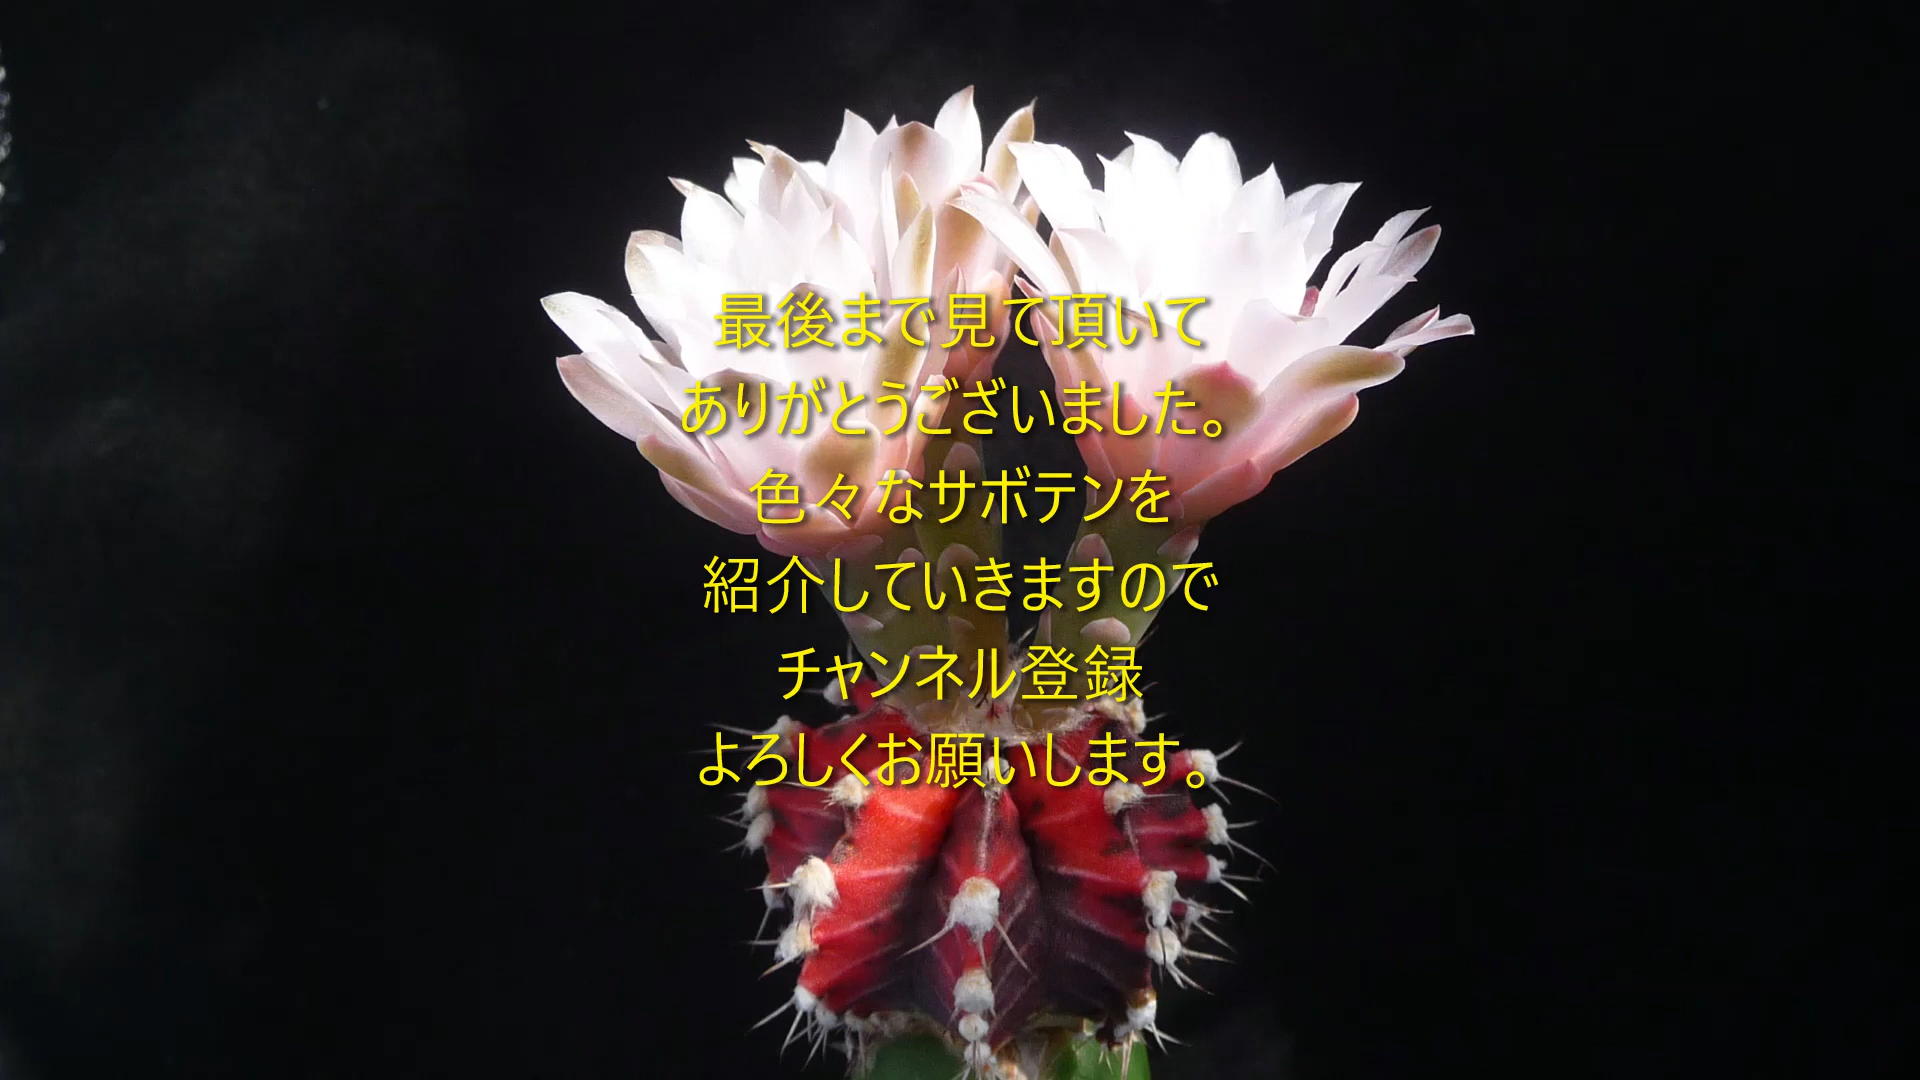 最後まで見て頂いて
ありがとうございました。
色々なサボテンを
紹介していきますので
チャンネル登録
よろしくお願いします。